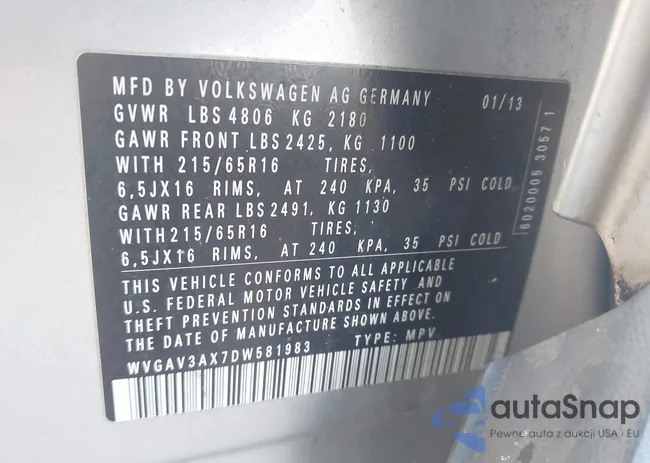 MFD BY VOLKSWAGEN AG GERMANY 01/13
GVWR LBS 4806 KG 2180
GAWR FRONT LBS 2425, KG 1100
WITH 215/65R16 TIRES,
6,5JX16 RIMS, AT 240 KPA, 35 PSI COLD
GAWR REAR LBS 2491, KG 1130
WITH 215/65R16 TIRES,
6,5JX16 RIMS, AT 240 KPA, 35 PSI COLD
THIS VEHICLE CONFORMS TO ALL APPLICABLE
U.S. FEDERAL MOTOR VEHICLE SAFETY AND
THEFT PREVENTION STANDARDS IN EFFECT ON
THE DATE OF MANUFACTURE SHOWN ABOVE.
WVGAV3AX7DW581983 TYPE: MPV
6020005 3057 1
autaSnap
Pewne auta z aukcji USA i EU